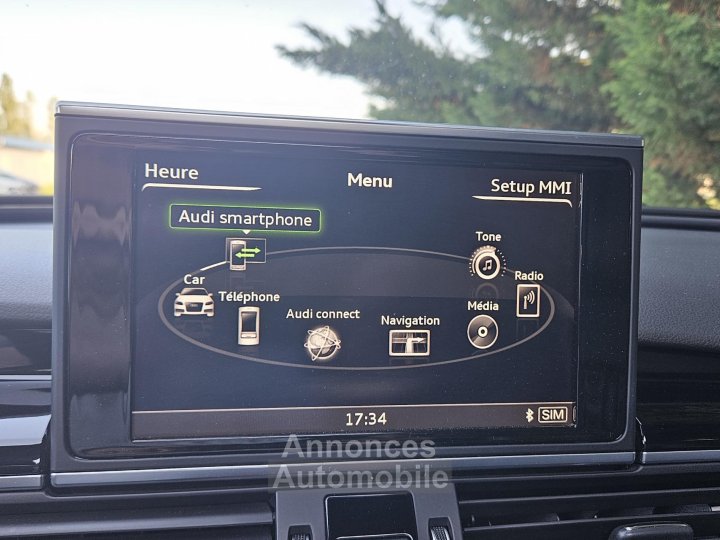 Heure
Menu
Setup MMI
Audi smartphone
Tone
Car
Radio
Téléphone
Audi connect
Média
Navigation
17:34
SIM
Annonces
Automobile